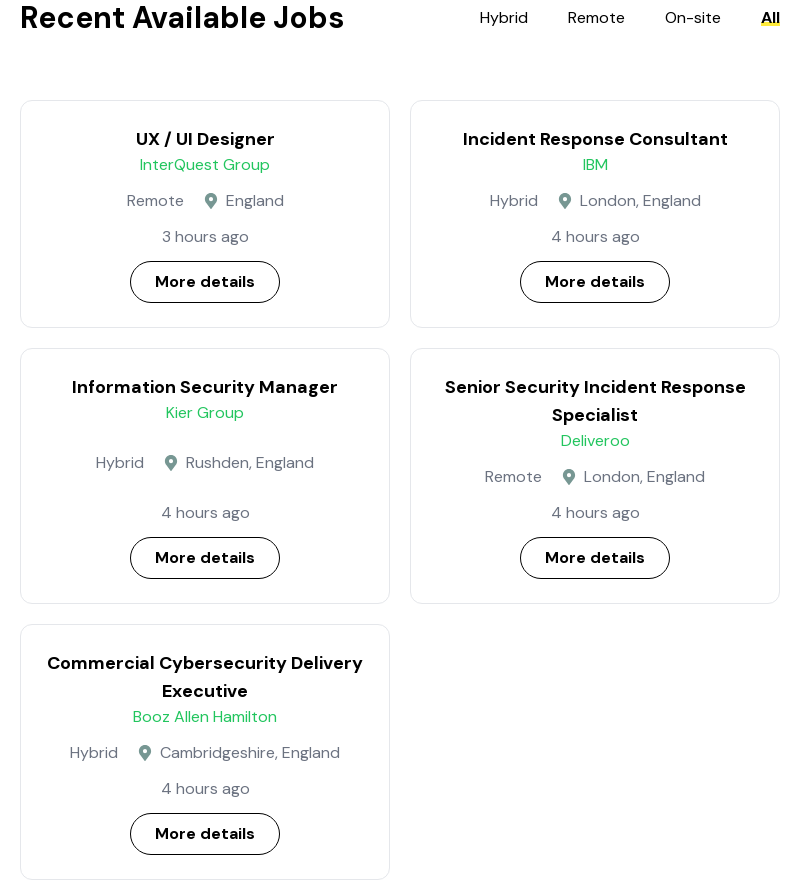 Recent Available Jobs
Hybrid Remote On-site All
UX / UI Designer
InterQuest Group
Remote England
3 hours ago
More details
Incident Response Consultant
IBM
Hybrid London, England
4 hours ago
More details
Information Security Manager
Kier Group
Hybrid Rushden, England
4 hours ago
More details
Senior Security Incident Response
Specialist
Deliveroo
Remote London, England
4 hours ago
More details
Commercial Cybersecurity Delivery
Executive
Booz Allen Hamilton
Hybrid Cambridgeshire, England
4 hours ago
More details